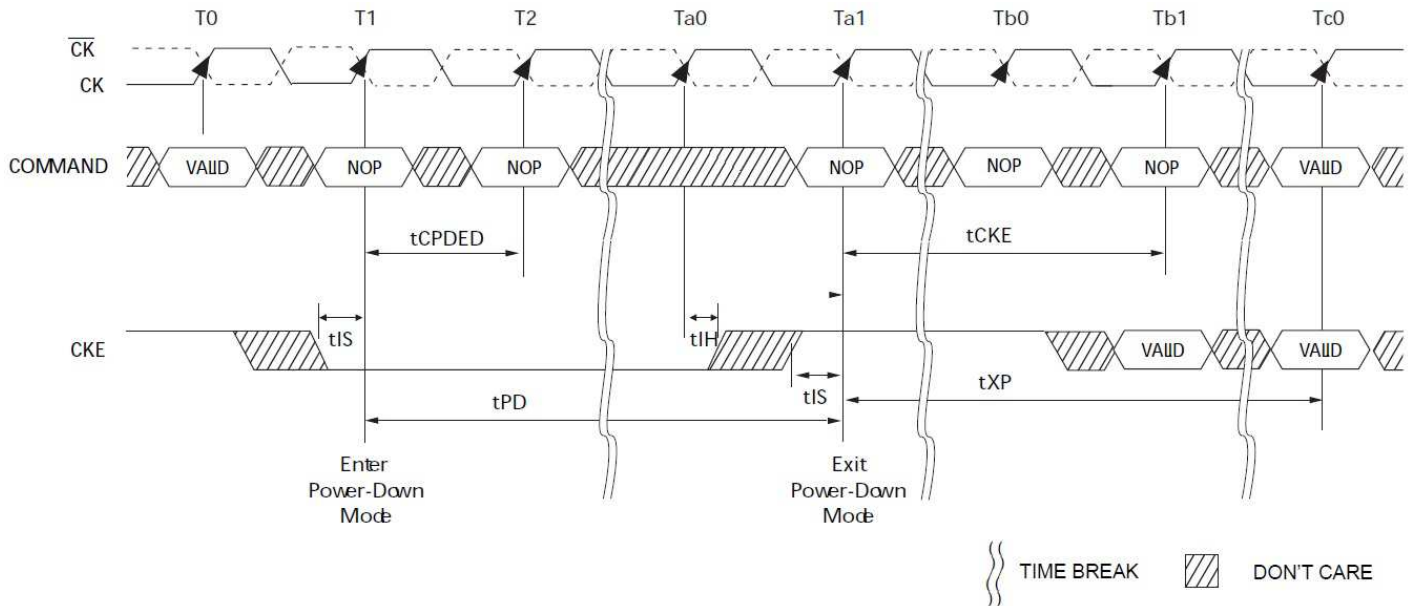 T0 T1 T2 Ta0 Ta1 Tb0 Tb1 Tc0
CK
CK
COMMAND VALID NOP NOP NOP NOP NOP VALID
tCPDED tCKE
tIS tIH
CKE VALID VALID
tIS tXP
tPD
Enter
Power-Down
Mode
Exit
Power-Down
Mode
TIME BREAK DON'T CARE